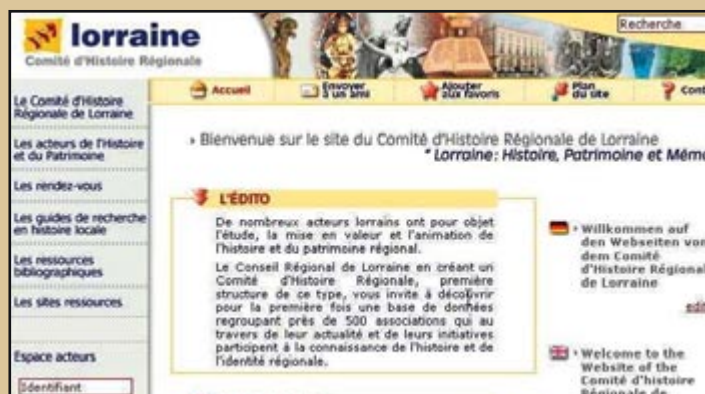 lorraine
Comité d'Histoire Régionale
Recherche
Accueil
Envoyer
à un ami
Ajouter
aux favoris
Plan
du site
Cont
Le Comité d'Histoire
Régionale de Lorraine
Les acteurs de l'Histoire
et du Patrimoine
Les rendez-vous
Les guides de recherche
en histoire locale
Les ressources
bibliographiques
Les sites ressources
Espace acteurs
Identifiant
Bienvenue sur le site du Comité d'Histoire Régionale de Lorraine
" Lorraine: Histoire, Patrimoine et Mémo
L'ÉDITO
De nombreux acteurs lorrains ont pour objet
l'étude, la mise en valeur et l'animation de
l'histoire et du patrimoine régional.
Le Conseil Régional de Lorraine en créant un
Comité d'Histoire Régionale, première
structure de ce type, vous invite à découvrir
pour la première fois une base de données
regroupant près de 500 associations qui au
travers de leur actualité et de leurs initiatives
participent à la connaissance de l'histoire et de
l'identité régionale.
Willkommen auf
den Webseiten von
dem Comité
d'Histoire Régional
de Lorraine
edit
Welcome to the
Website of the
Comité d'histoire
Régionale de